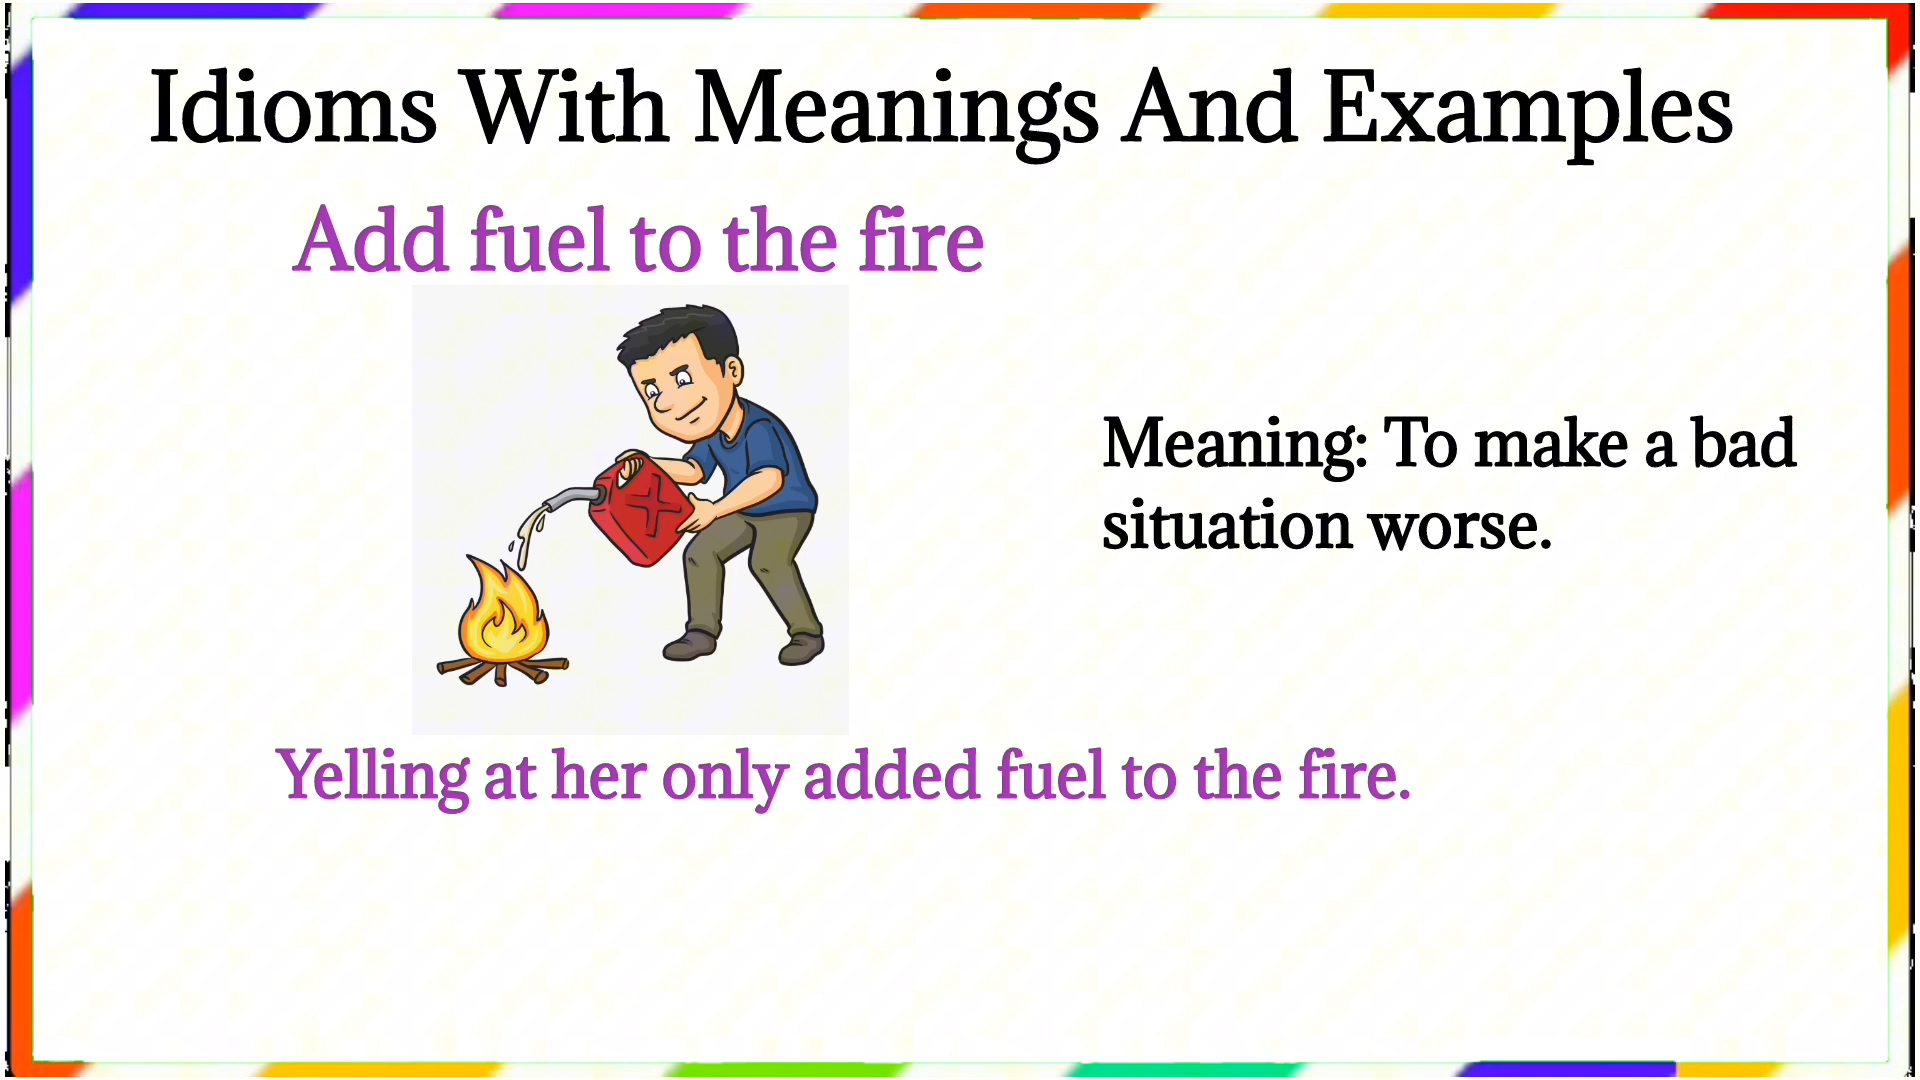 Idioms With Meanings And Examples
Add fuel to the fire
Meaning: To make a bad
situation worse.
Yelling at her only added fuel to the fire.